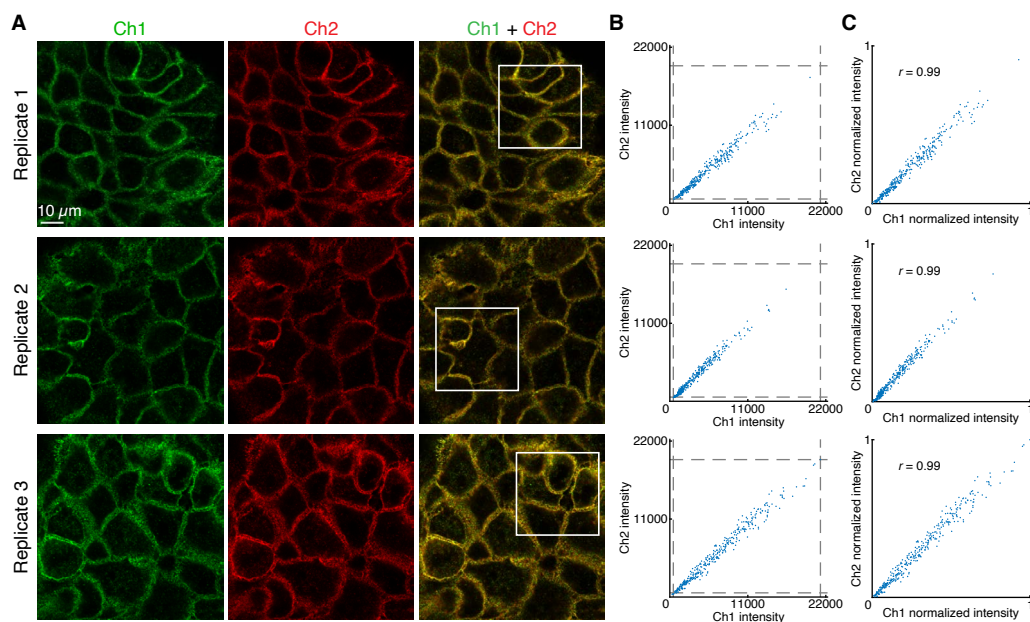 A
Ch1
Ch2
Ch1 + Ch2
B
C
Replicate 1
10 µm
22000
11000
Ch2 intensity
0
11000
22000
Ch1 intensity
1
r = 0.99
Ch2 normalized intensity
0
1
Ch1 normalized intensity
Replicate 2
22000
11000
Ch2 intensity
0
11000
22000
Ch1 intensity
1
r = 0.99
Ch2 normalized intensity
0
1
Ch1 normalized intensity
Replicate 3
22000
11000
Ch2 intensity
0
11000
22000
Ch1 intensity
1
r = 0.99
Ch2 normalized intensity
0
1
Ch1 normalized intensity